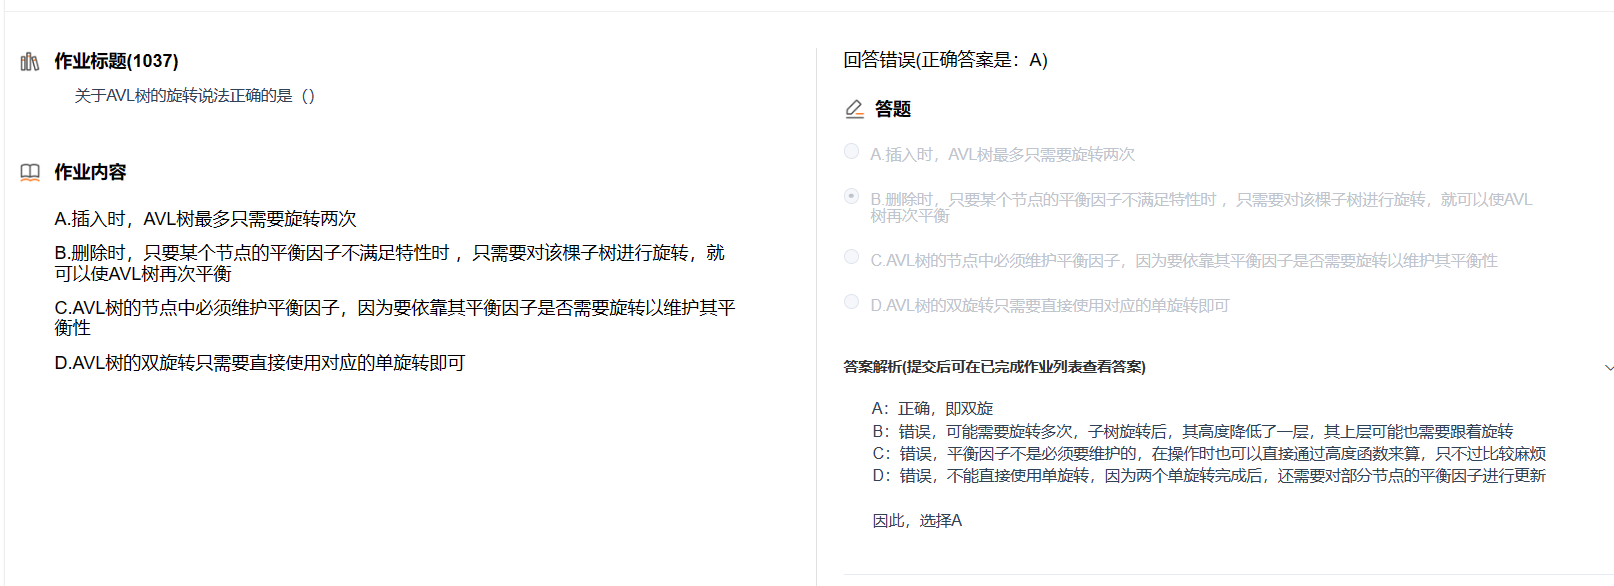 作业标题(1037)
关于AVL树的旋转说法正确的是（）
作业内容
A.插入时，AVL树最多只需要旋转两次
B.删除时，只要某个节点的平衡因子不满足特性时 ，只需要对该棵子树进行旋转，就
可以使AVL树再次平衡
C.AVL树的节点中必须维护平衡因子，因为要依靠其平衡因子是否需要旋转以维护其平
衡性
D.AVL树的双旋转只需要直接使用对应的单旋转即可
回答错误(正确答案是：A)
答题
A.插入时，AVL树最多只需要旋转两次
B.删除时，只要某个节点的平衡因子不满足特性时 ，只需要对该棵子树进行旋转，就可以使AVL
树再次平衡
C.AVL树的节点中必须维护平衡因子，因为要依靠其平衡因子是否需要旋转以维护其平衡性
D.AVL树的双旋转只需要直接使用对应的单旋转即可
答案解析(提交后可在已完成作业列表查看答案)
A：正确，即双旋
B：错误，可能需要旋转多次，子树旋转后，其高度降低了一层，其上层可能也需要跟着旋转
C：错误，平衡因子不是必须要维护的，在操作时也可以直接通过高度函数来算，只不过比较麻烦
D：错误，不能直接使用单旋转，因为两个单旋转完成后，还需要对部分节点的平衡因子进行更新
因此，选择A